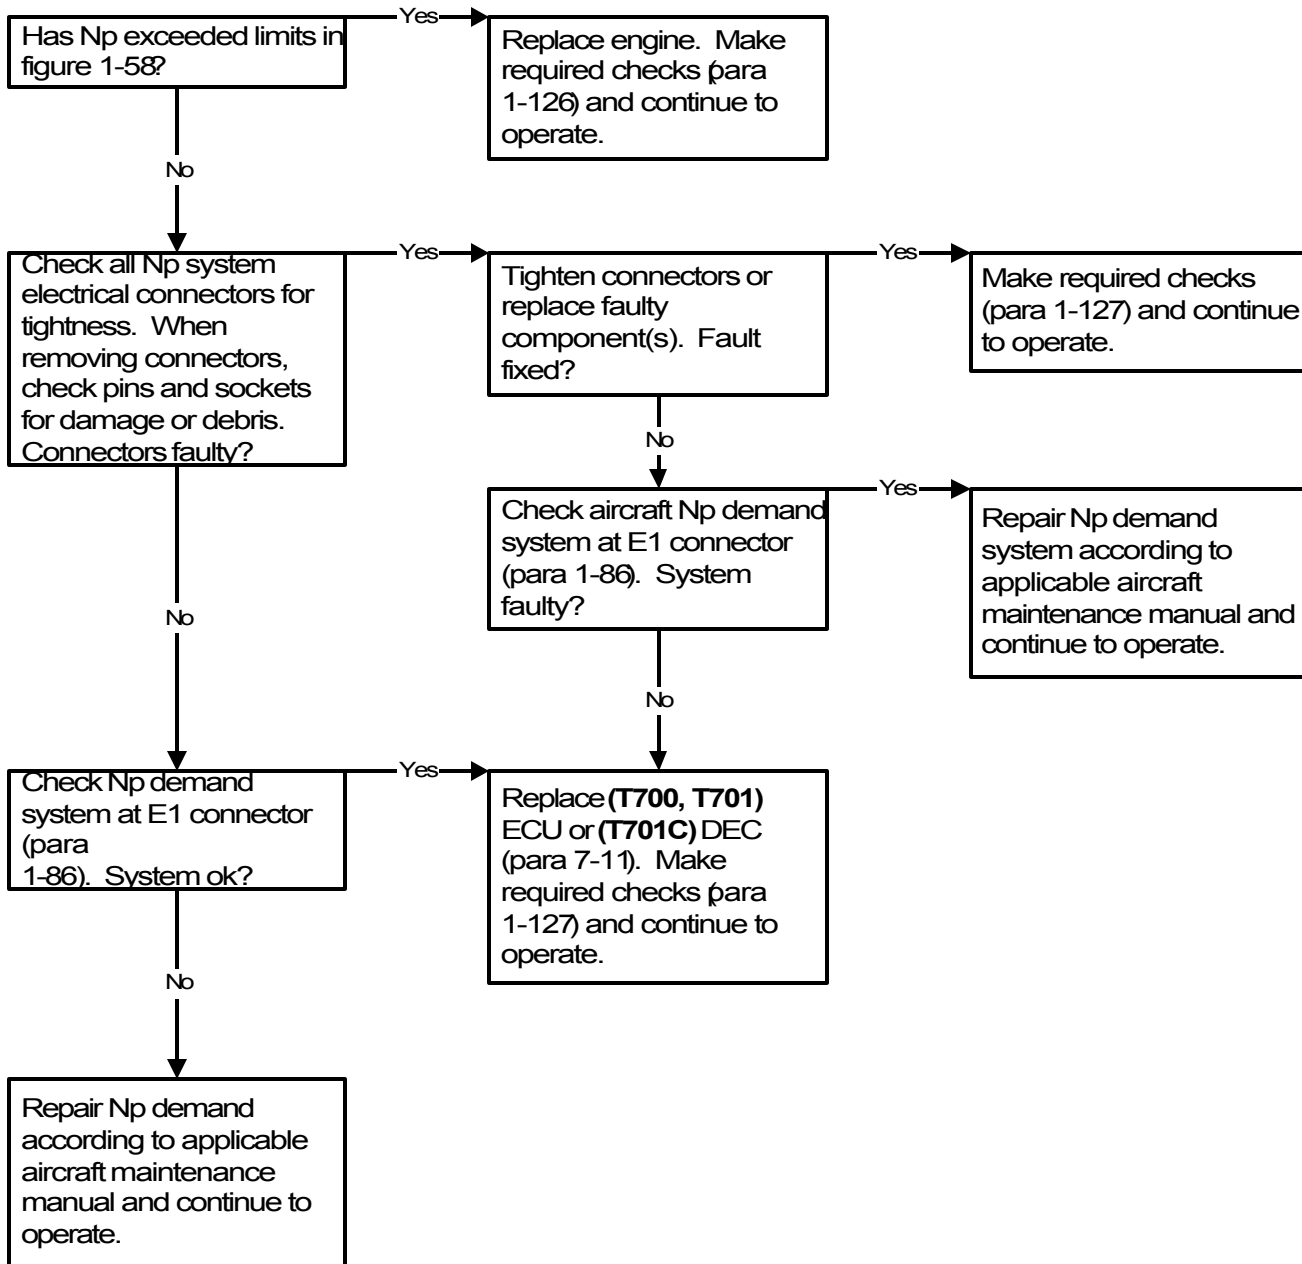 Yes
Has Np exceeded limits in
figure 1-58?
Replace engine. Make
required checks (para
1-126) and continue to
operate.
No
Yes
Yes
Check all Np system
electrical connectors for
tightness. When
removing connectors,
check pins and sockets
for damage or debris.
Connectors faulty?
Tighten connectors or
replace faulty
component(s). Fault
fixed?
Make required checks
(para 1-127) and continue
to operate.
No
Yes
Check aircraft Np demand
system at E1 connector
(para 1-86). System
faulty?
Repair Np demand
system according to
applicable aircraft
maintenance manual and
continue to operate.
No
No
Yes
Check Np demand
system at E1 connector
(para
1-86). System ok?
Replace (T700, T701)
ECU or (T701C) DEC
(para 7-11). Make
required checks (para
1-127) and continue to
operate.
No
Repair Np demand
according to applicable
aircraft maintenance
manual and continue to
operate.